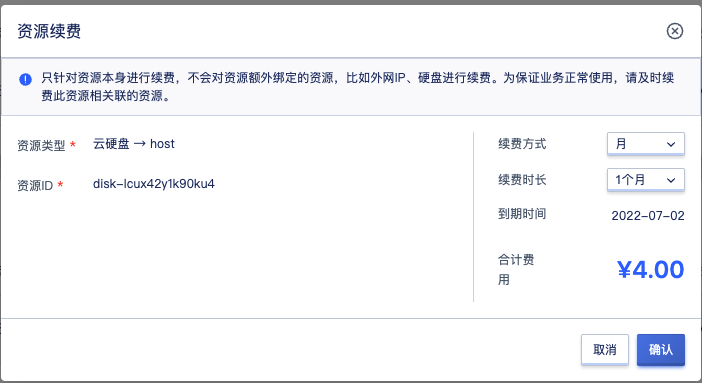 资源续费
只针对资源本身进行续费，不会对资源额外绑定的资源，比如外网IP、硬盘进行续费。为保证业务正常使用，请及时续
费此资源相关联的资源。
资源类型 * 云硬盘 → host
资源ID * disk-lcux42y1k90ku4
续费方式 月
续费时长 1个月
到期时间 2022-07-02
合计费
用
¥4.00
取消 确认